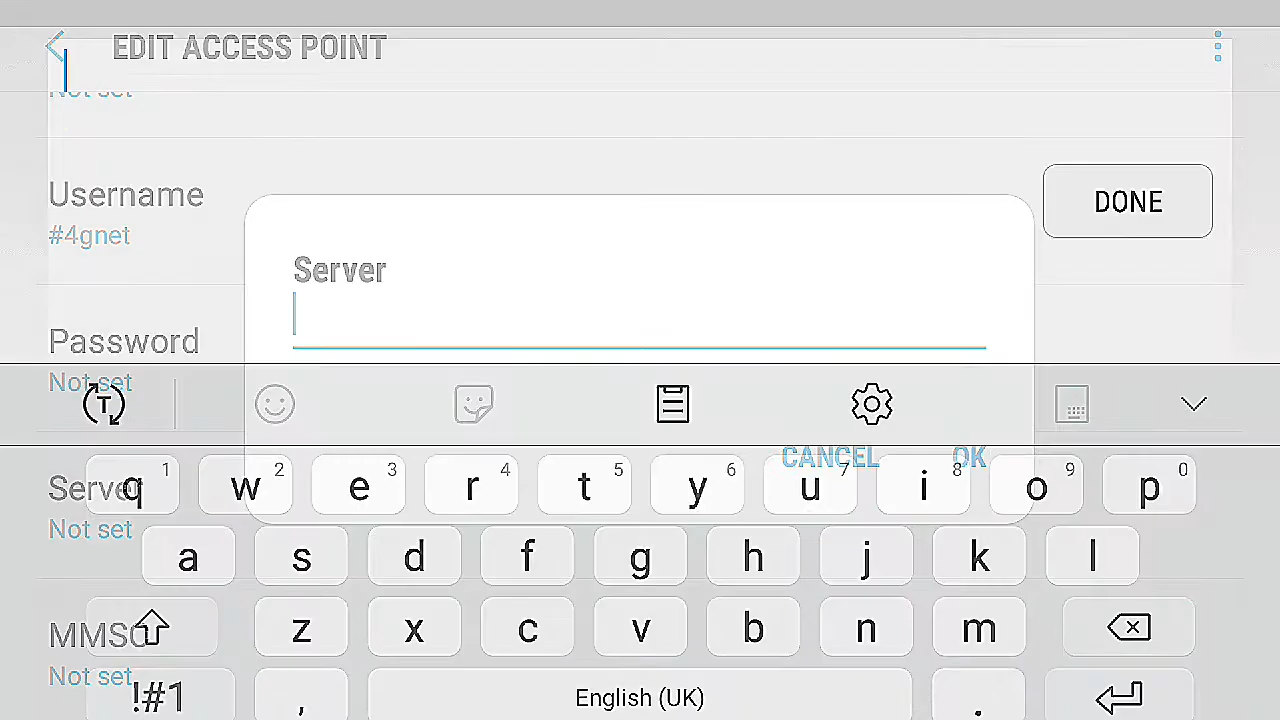 EDIT ACCESS POINT
Not set
Username
#4gnet
DONE
Server
Password
Not set
T
CANCEL OK
Server
Not set
q 1 w 2 e 3 r 4 t 5 y 6 u 7 i 8 o 9 p 0
a s d f g h j k l
MMSC
Not set
z x c v b n m
!#1 , English (UK) .